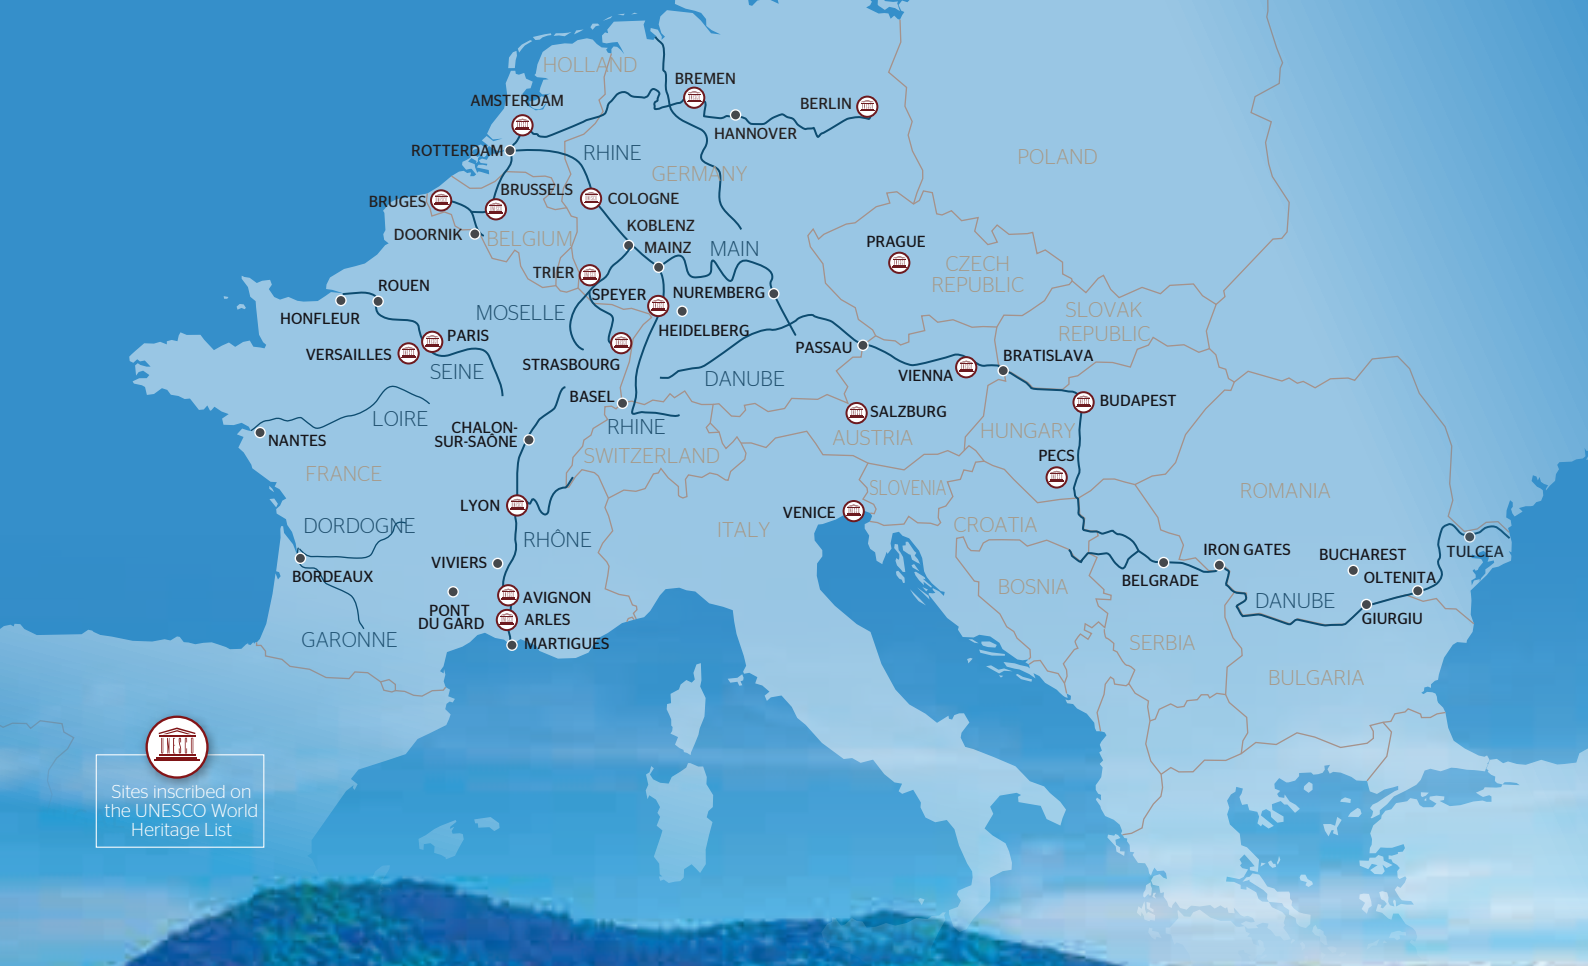 HOLLAND
BREMEN
AMSTERDAM
BERLIN
HANNOVER
ROTTERDAM
RHINE
POLAND
GERMANY
BRUSSELS
BRUGES
COLOGNE
KOBLENZ
DOORNIK
BELGIUM
MAINZ
MAIN
PRAGUE
CZECH
REPUBLIC
TRIER
ROUEN
SPEYER
NUREMBERG
MOSELLE
HONFLEUR
HEIDELBERG
SLOVAK
REPUBLIC
PARIS
VERSAILLES
STRASBOURG
PASSAU
BRATISLAVA
SEINE
DANUBE
VIENNA
BASEL
BUDAPEST
LOIRE
SALZBURG
NANTES
CHALON-
SUR-SAÔNE
RHINE
AUSTRIA
HUNGARY
SWITZERLAND
PECS
FRANCE
SLOVENIA
ROMANIA
LYON
VENICE
DORDOGNE
ITALY
CROATIA
RHÔNE
IRON GATES
BUCHAREST
TULCEA
VIVIERS
BORDEAUX
BELGRADE
OLTENITA
BOSNIA
AVIGNON
DANUBE
PONT
DU GARD
ARLES
GIURGIU
GARONNE
MARTIGUES
SERBIA
BULGARIA
UNESCO
Sites inscribed on
the UNESCO World
Heritage List